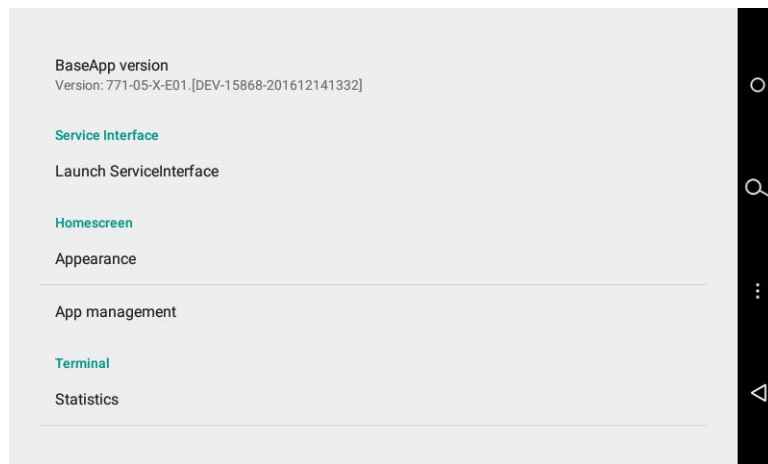 BaseApp version
Version: 771-05-X-E01.[DEV-15868-201612141332]
Service Interface
Launch ServiceInterface
Homescreen
Appearance
App management
Terminal
Statistics